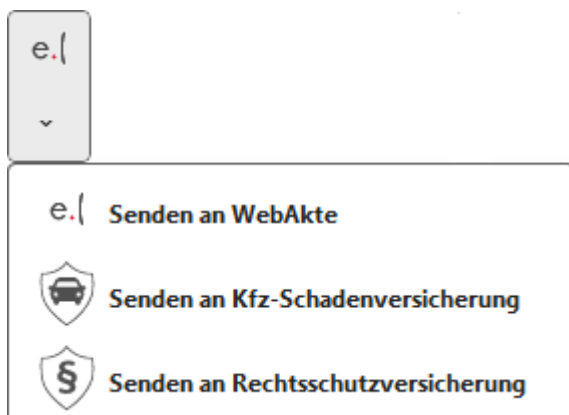 e.(
e.( Senden an WebAkte
Senden an Kfz-Schadenversicherung
§ Senden an Rechtsschutzversicherung